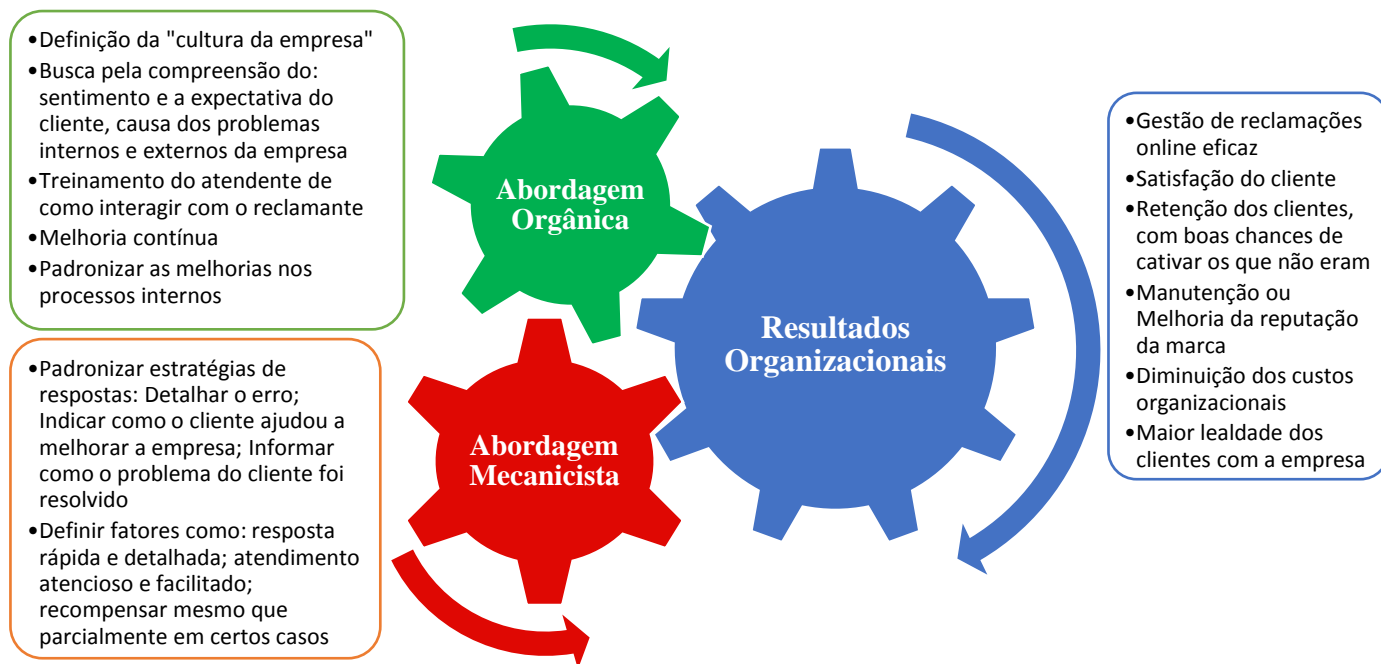 •Definição da "cultura da empresa"
•Busca pela compreensão do:
sentimento e a expectativa do
cliente, causa dos problemas
internos e externos da empresa
•Treinamento do atendente de
como interagir com o reclamante
•Melhoria contínua
•Padronizar as melhorias nos
processos internos
•Padronizar estratégias de
respostas: Detalhar o erro;
Indicar como o cliente ajudou a
melhorar a empresa; Informar
como o problema do cliente foi
resolvido
•Definir fatores como: resposta
rápida e detalhada; atendimento
atencioso e facilitado;
recompensar mesmo que
parcialmente em certos casos
Abordagem
Orgânica
Abordagem
Mecanicista
Resultados
Organizacionais
•Gestão de reclamações
online eficaz
•Satisfação do cliente
•Retenção dos clientes,
com boas chances de
cativar os que não eram
•Manutenção ou
Melhoria da reputação
da marca
•Diminuição dos custos
organizacionais
•Maior lealdade dos
clientes com a empresa